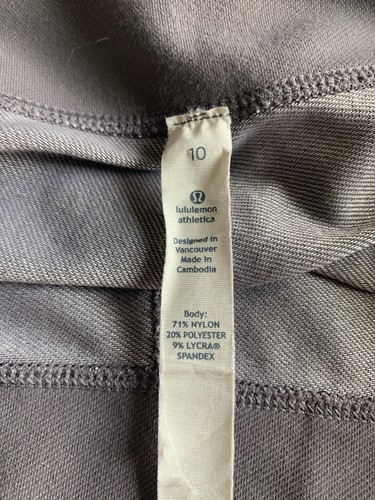 10
lululemon
athletica
Designed in
Vancouver
Made in
Cambodia
Body:
71% NYLON
20% POLYESTER
9% LYCRA®
SPANDEX